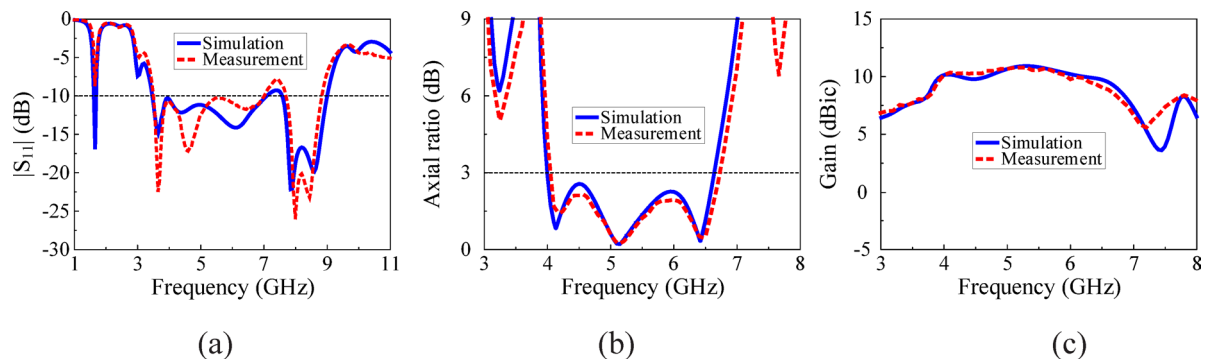 0
-5
-10
-15
-20
-25
-30
|S₁₁| (dB)
Simulation
Measurement
1 3 5 7 9 11
Frequency (GHz)
(a)
9
6
3
0
Axial ratio (dB)
Simulation
Measurement
3 4 5 6 7 8
Frequency (GHz)
(b)
15
10
5
0
-5
Gain (dBic)
Simulation
Measurement
3 4 5 6 7 8
Frequency (GHz)
(c)